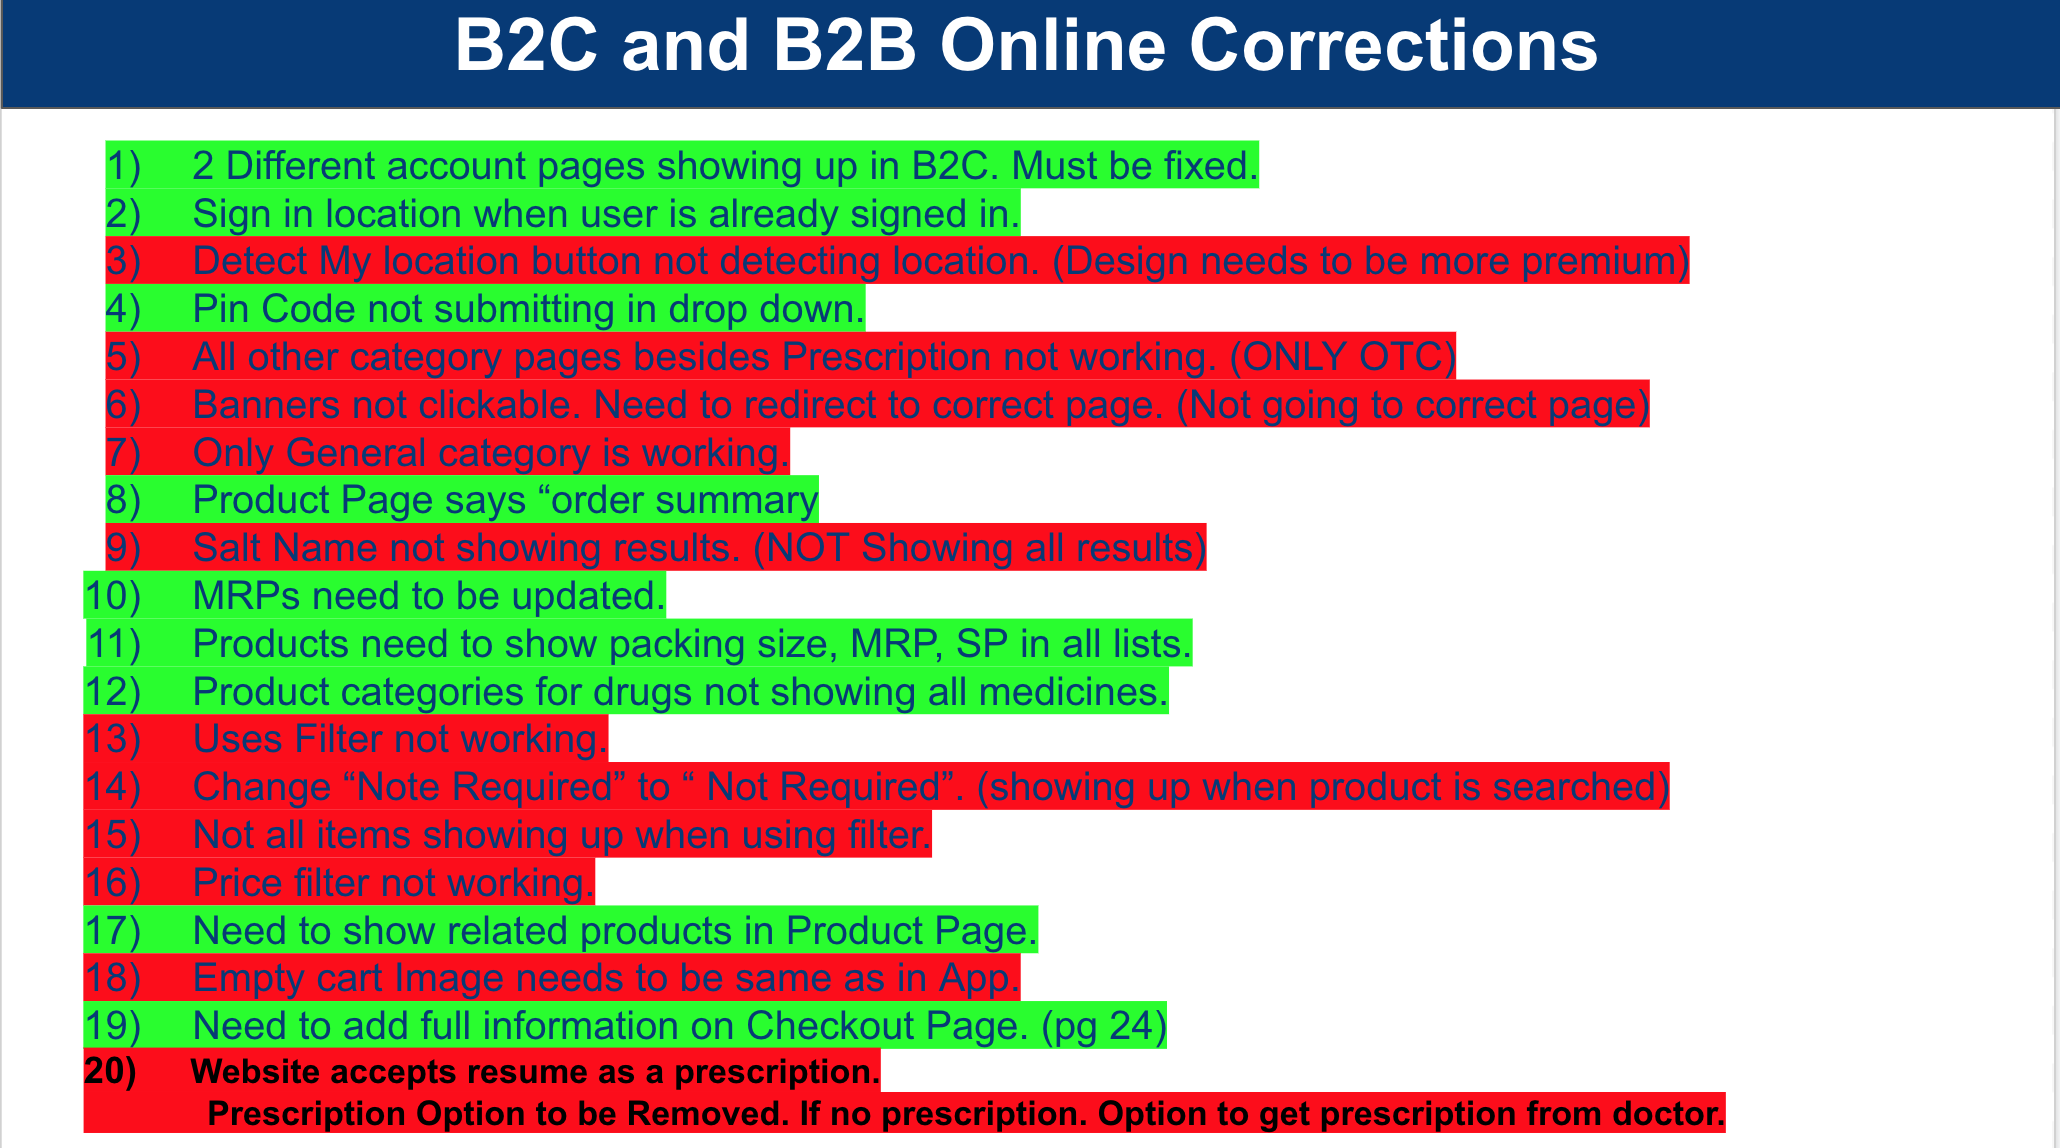 B2C and B2B Online Corrections
1) 2 Different account pages showing up in B2C. Must be fixed.
2) Sign in location when user is already signed in.
3) Detect My location button not detecting location. (Design needs to be more premium)
4) Pin Code not submitting in drop down.
5) All other category pages besides Prescription not working. (ONLY OTC)
6) Banners not clickable. Need to redirect to correct page. (Not going to correct page)
7) Only General category is working.
8) Product Page says “order summary
9) Salt Name not showing results. (NOT Showing all results)
10) MRPs need to be updated.
11) Products need to show packing size, MRP, SP in all lists.
12) Product categories for drugs not showing all medicines.
13) Uses Filter not working.
14) Change “Note Required” to “ Not Required”. (showing up when product is searched)
15) Not all items showing up when using filter.
16) Price filter not working.
17) Need to show related products in Product Page.
18) Empty cart Image needs to be same as in App.
19) Need to add full information on Checkout Page. (pg 24)
20) Website accepts resume as a prescription.
Prescription Option to be Removed. If no prescription. Option to get prescription from doctor.